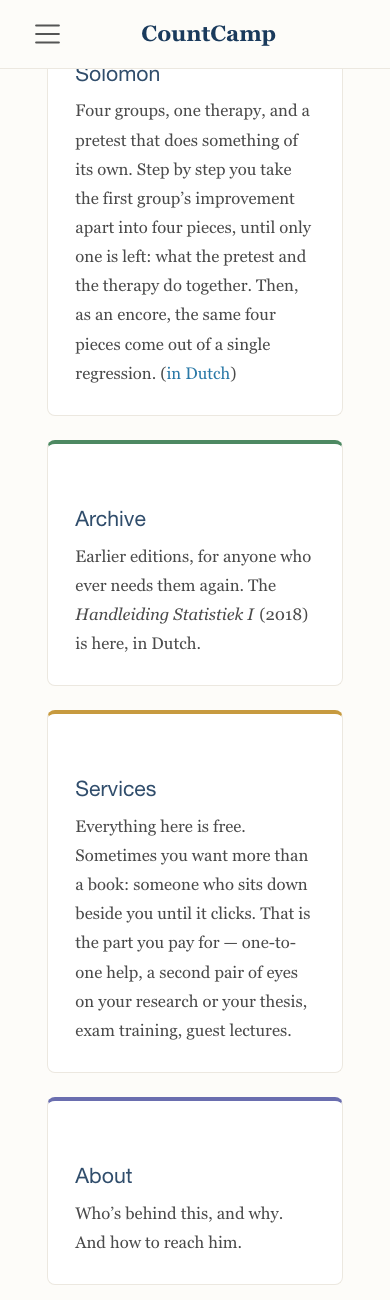 CountCamp
Solomon
Four groups, one therapy, and a
pretest that does something of
its own. Step by step you take
the first group’s improvement
apart into four pieces, until only
one is left: what the pretest and
the therapy do together. Then,
as an encore, the same four
pieces come out of a single
regression. (in Dutch)
Archive
Earlier editions, for anyone who
ever needs them again. The
Handleiding Statistiek I (2018)
is here, in Dutch.
Services
Everything here is free.
Sometimes you want more than
a book: someone who sits down
beside you until it clicks. That is
the part you pay for — one-to-
one help, a second pair of eyes
on your research or your thesis,
exam training, guest lectures.
About
Who’s behind this, and why.
And how to reach him.